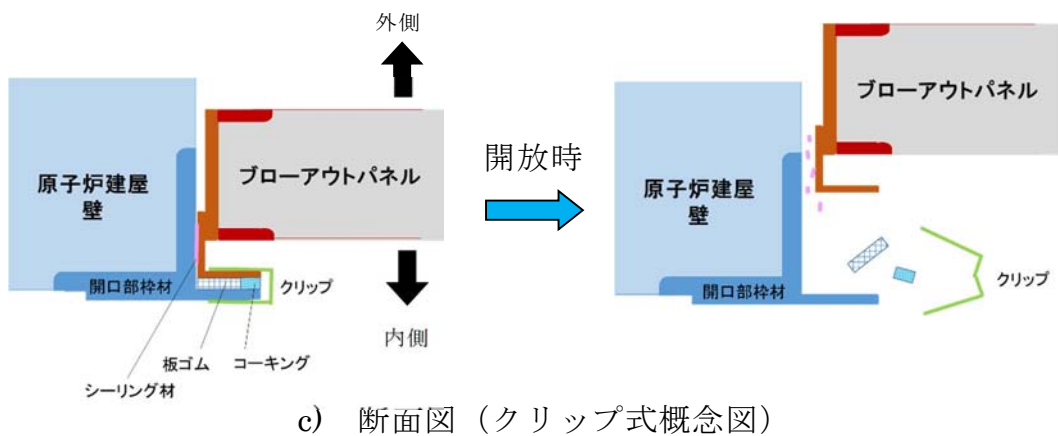 外側
ブローアウトパネル
原子炉建屋
壁
開口部枠材
クリップ
内側
板ゴム
コーキング
シーリング材
開放時
ブローアウトパネル
原子炉建屋
壁
開口部枠材
クリップ
c) 断面図（クリップ式概念図）